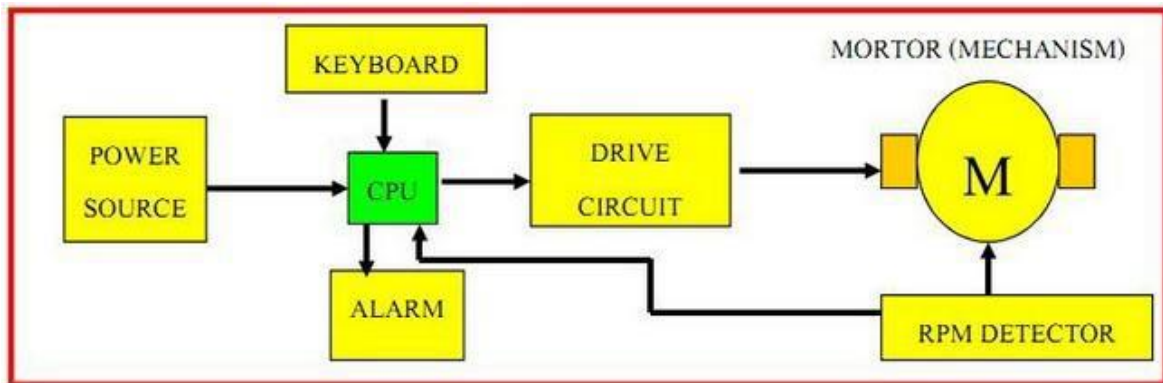 KEYBOARD
MORTOR (MECHANISM)
POWER
SOURCE
CPU
DRIVE
CIRCUIT
M
ALARM
RPM DETECTOR